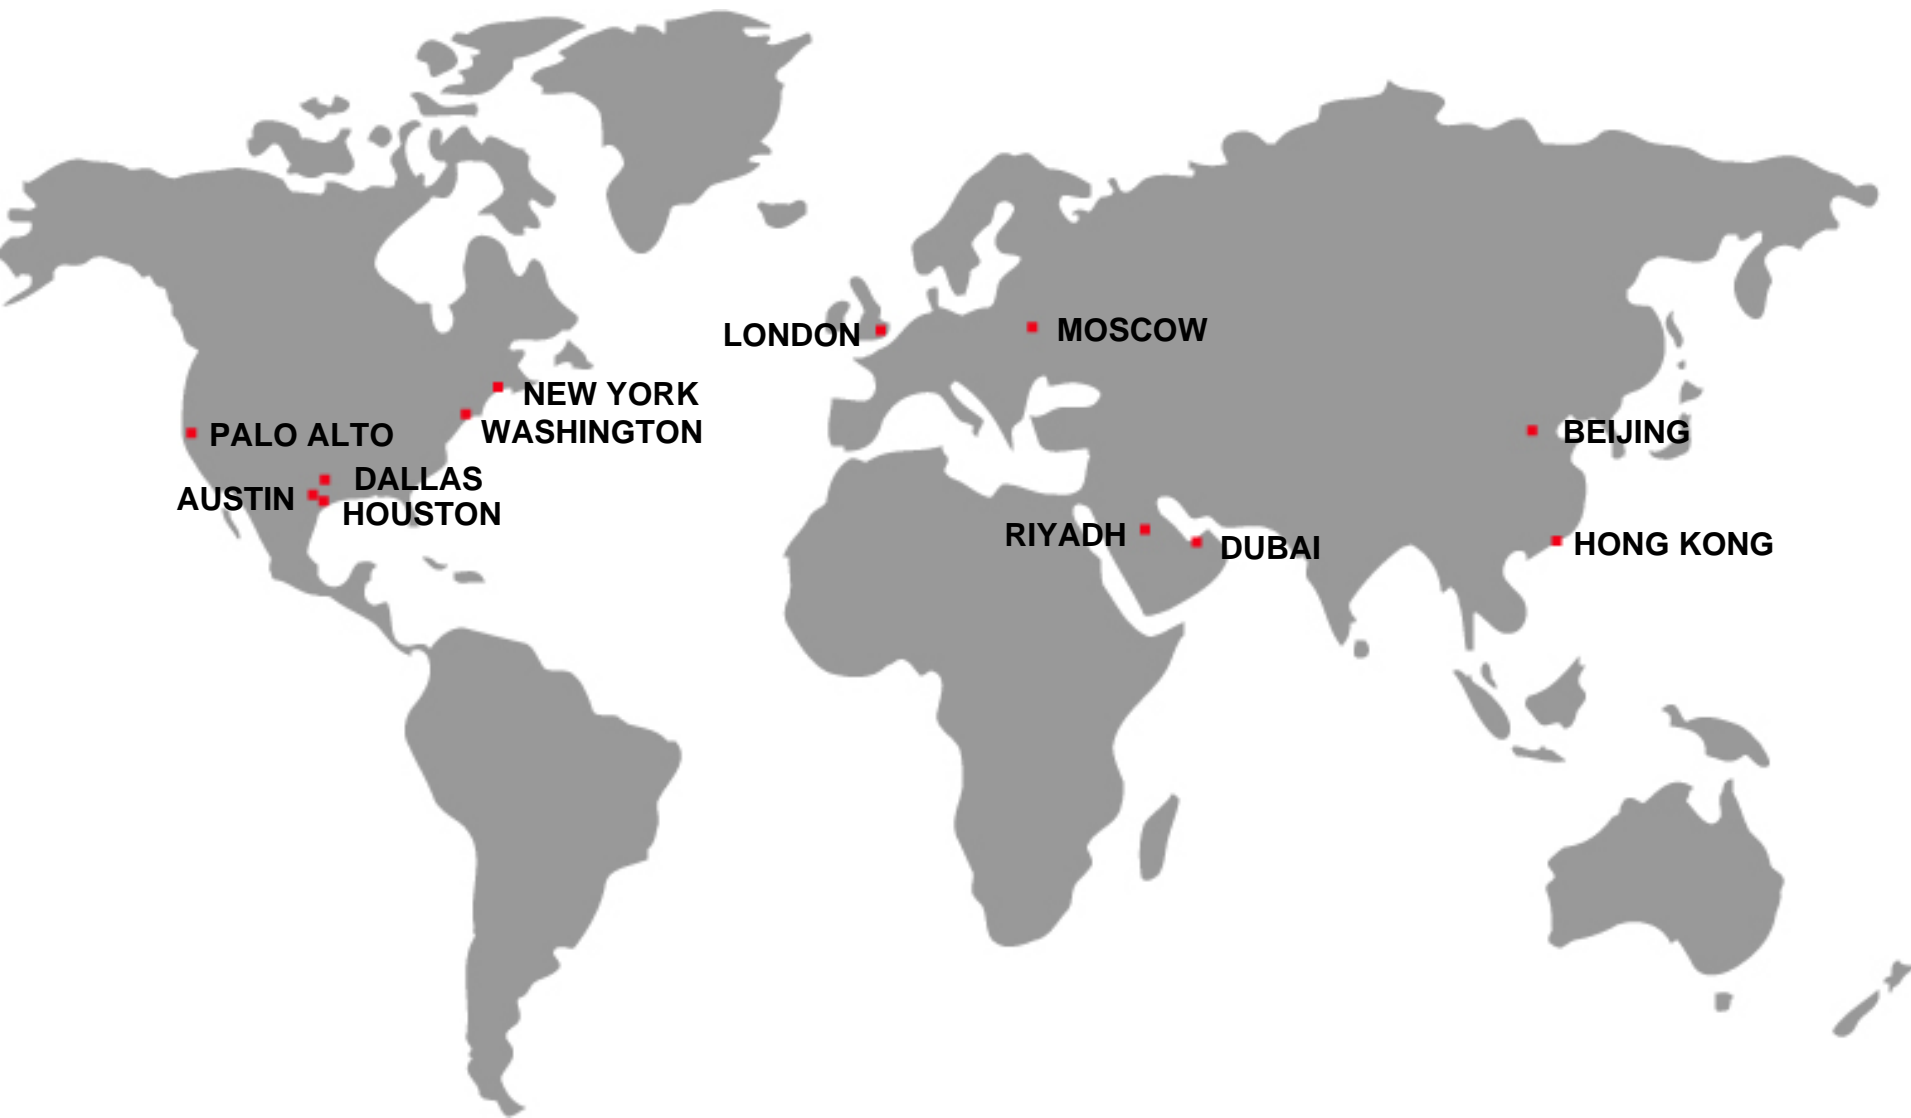 LONDON
MOSCOW
NEW YORK
WASHINGTON
PALO ALTO
BEIJING
DALLAS
AUSTIN
HOUSTON
RIYADH
DUBAI
HONG KONG